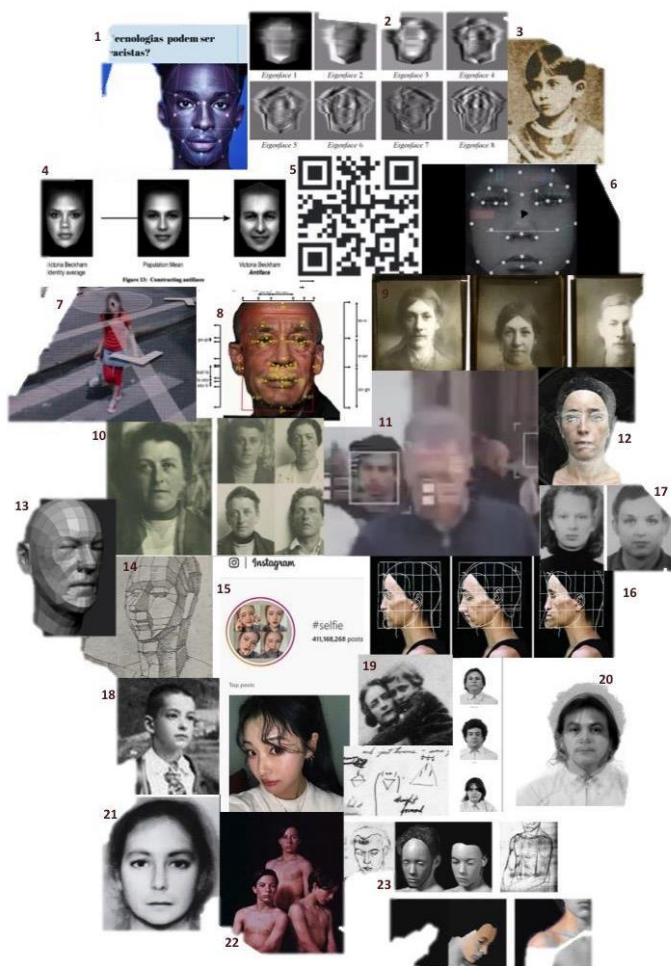 1
Tecnologias podem ser
racistas?
2
Eigenface 1
Eigenface 2
Eigenface 3
Eigenface 4
Eigenface 5
Eigenface 6
Eigenface 7
Eigenface 8
3
4
Victoria Beckham
Identity average
Population Mean
Victoria Beckham
Antiface
Figure 13: Constructing antifaces
5
6
7
8
9
10
11
12
13
14
15
Instagram
#selfie
411,168,268 posts
Top posts
16
17
18
19
20
21
22
23